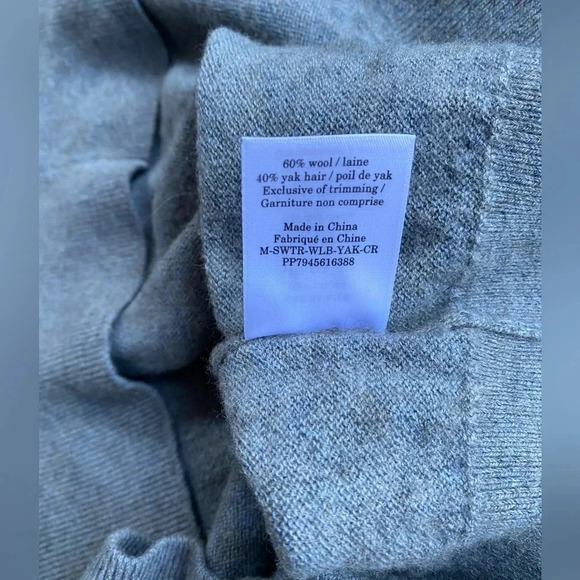 60% wool / laine
40% yak hair / poil de yak
Exclusive of trimming /
Garniture non comprise
Made in China
Fabriqué en Chine
M-SWTR-WLB-YAK-CR
PP7945616388